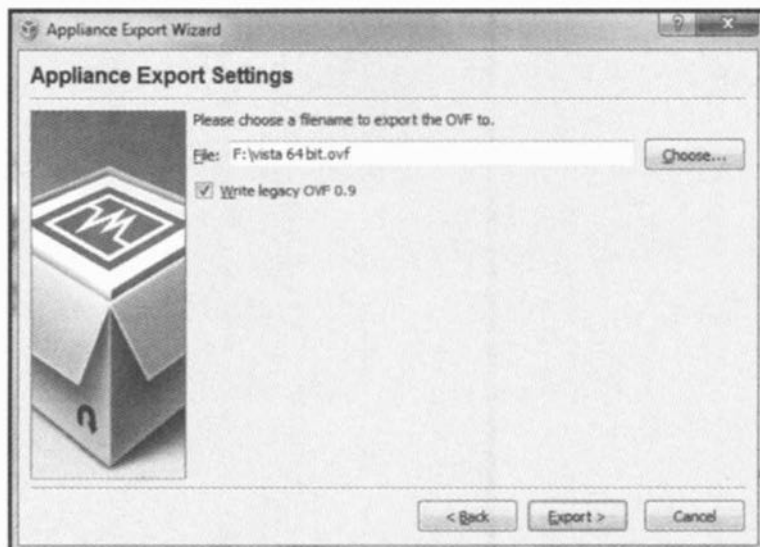 Appliance Export Wizard
Appliance Export Settings
Please choose a filename to export the OVF to.
File: F:\vista 64 bit.ovf
Choose...
Write legacy OVF 0.9
< Back
Export >
Cancel